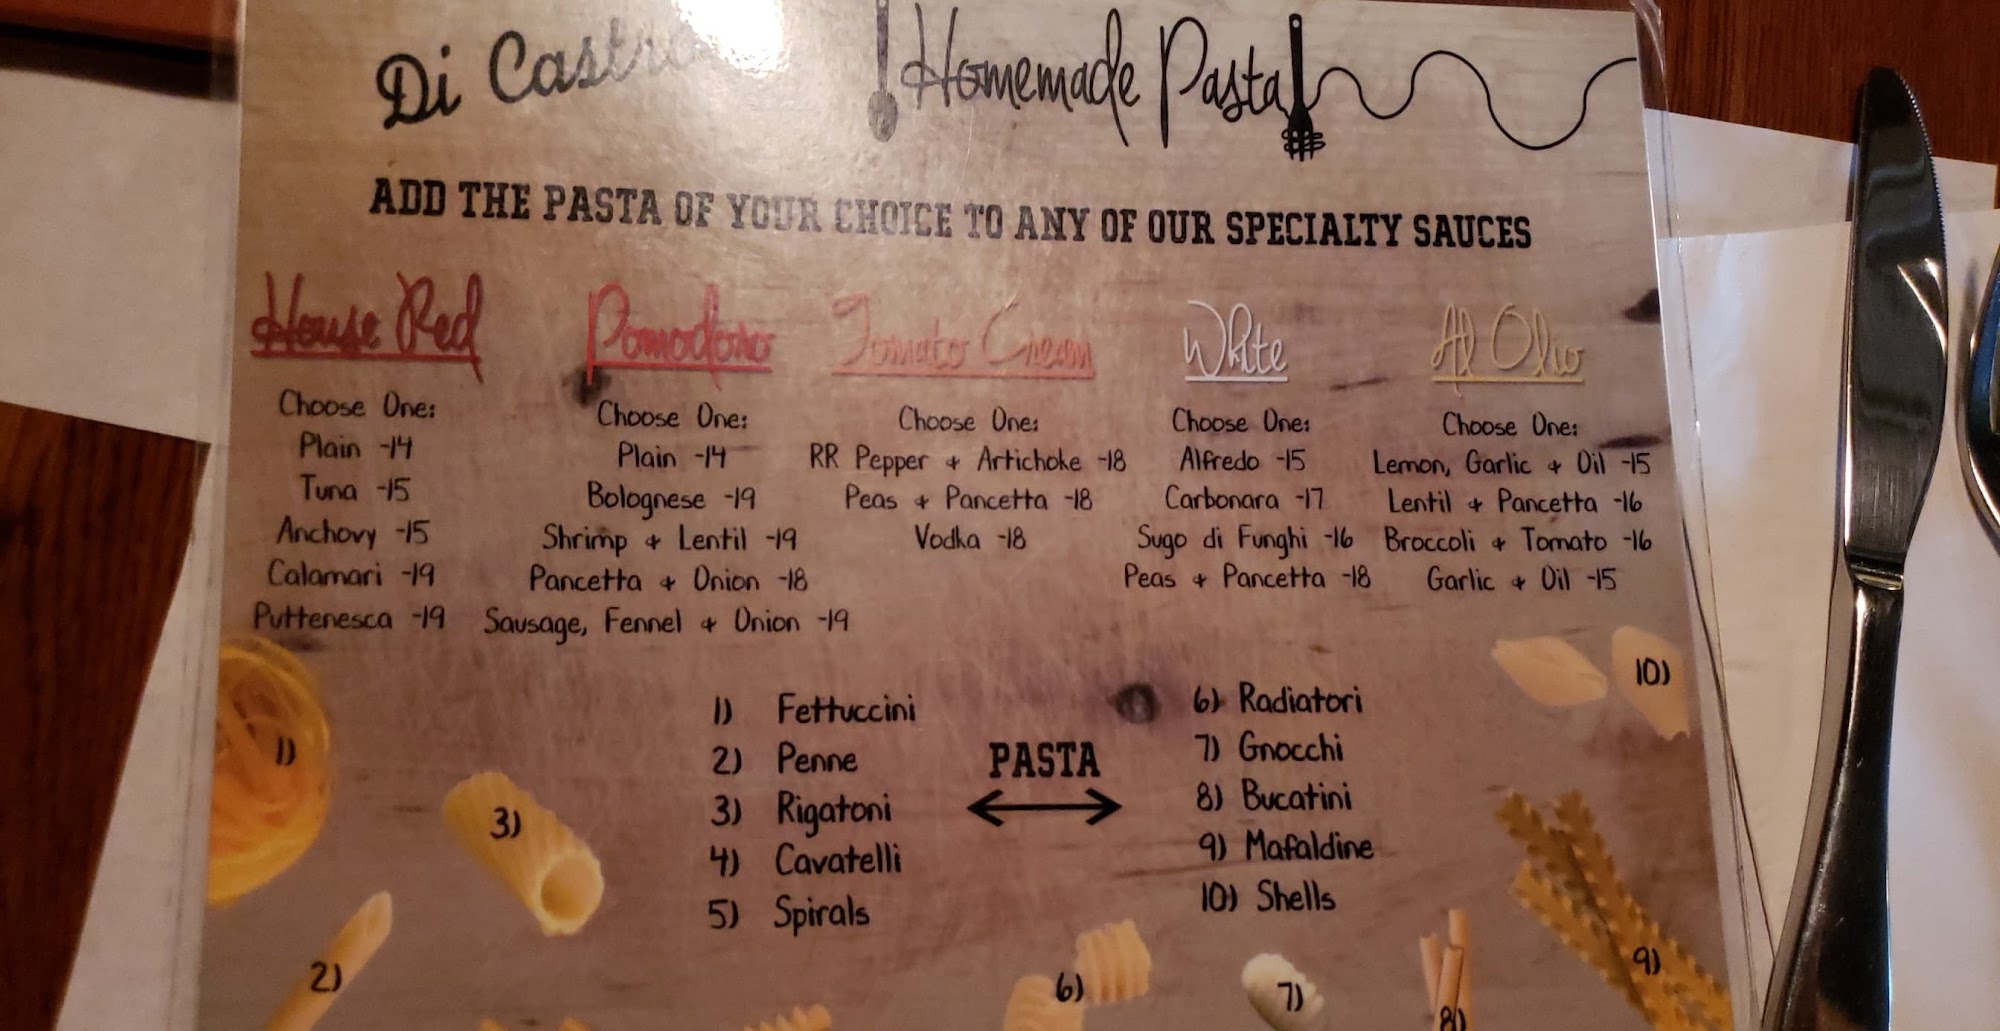 Di Castro
Homemade Pasta
ADD THE PASTA OF YOUR CHOICE TO ANY OF OUR SPECIALTY SAUCES
House Red
Choose One:
Plain -14
Tuna -15
Anchovy -15
Calamari -19
Puttenesca -19
Pomodoro
Choose One:
Plain -14
Bolognese -19
Shrimp + Lentil -19
Pancetta + Onion -18
Sausage, Fennel + Onion -19
Tomato Cream
Choose One:
RR Pepper + Artichoke -18
Peas + Pancetta -18
Vodka -18
White
Choose One:
Alfredo -15
Carbonara -17
Sugo di Funghi -16
Peas + Pancetta -18
Al Olio
Choose One:
Lemon, Garlic + Oil -15
Lentil + Pancetta -16
Broccoli + Tomato -16
Garlic + Oil -15
1) Fettuccini
2) Penne
3) Rigatoni
4) Cavatelli
5) Spirals
PASTA
6) Radiatori
7) Gnocchi
8) Bucatini
9) Mafaldine
10) Shells
1)
3)
2)
6)
7)
8)
9)
10)